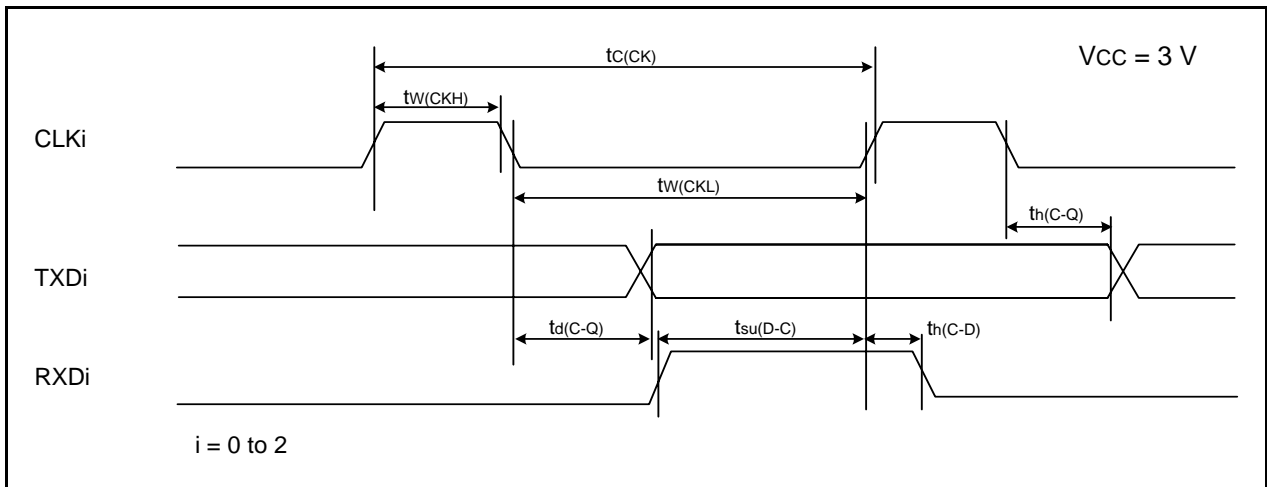 tC(CK)
VCC = 3 V
tW(CKH)
CLKi
tW(CKL)
th(C-Q)
TXDi
td(C-Q)
tsu(D-C)
th(C-D)
RXDi
i = 0 to 2